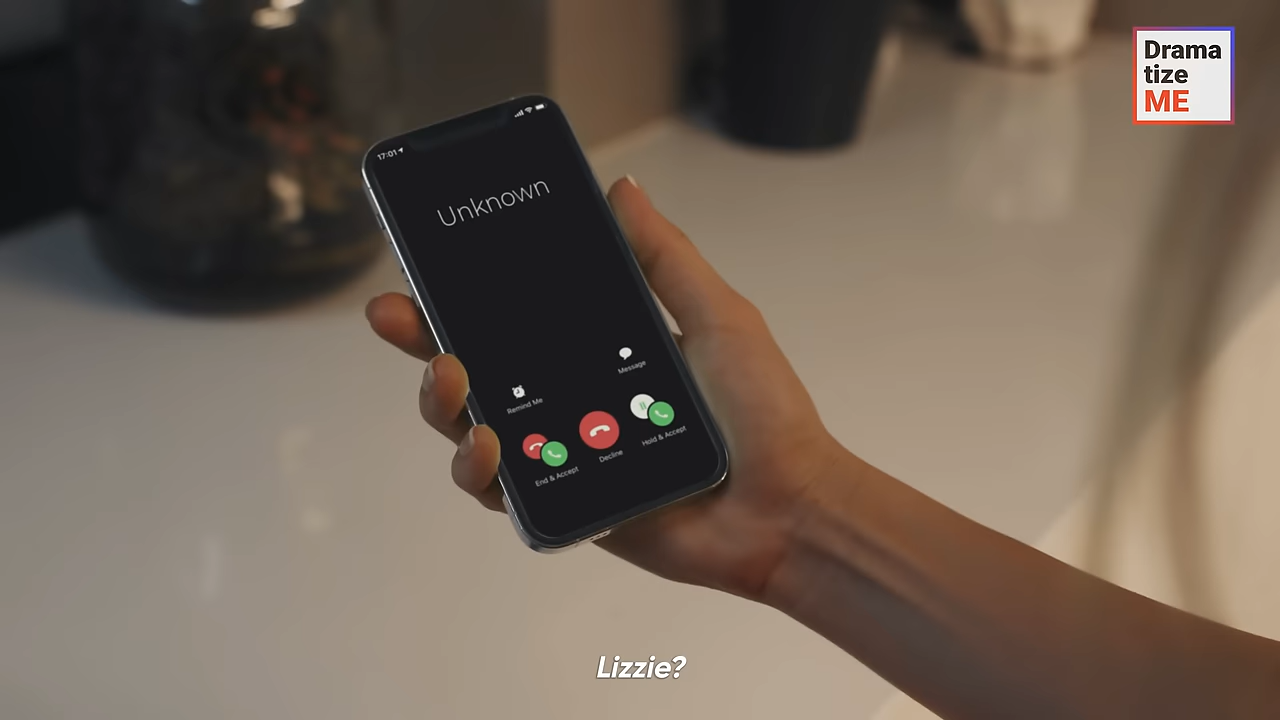 Drama
tize
ME
17:01
Unknown
Message
Remind Me
End & Accept
Decline
Hold & Accept
Lizzie?